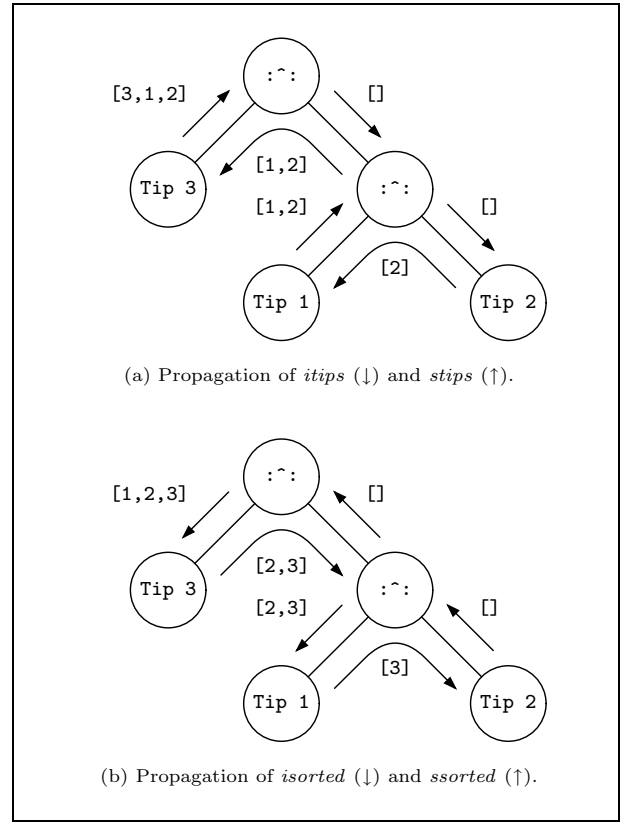 :^:
[3,1,2]
[]
[1,2]
Tip 3
:^:
[1,2]
[]
[2]
Tip 1
Tip 2
(a) Propagation of itips (↓) and stips (↑).
:^:
[1,2,3]
[]
[2,3]
Tip 3
:^:
[2,3]
[]
[3]
Tip 1
Tip 2
(b) Propagation of isorted (↓) and ssorted (↑).